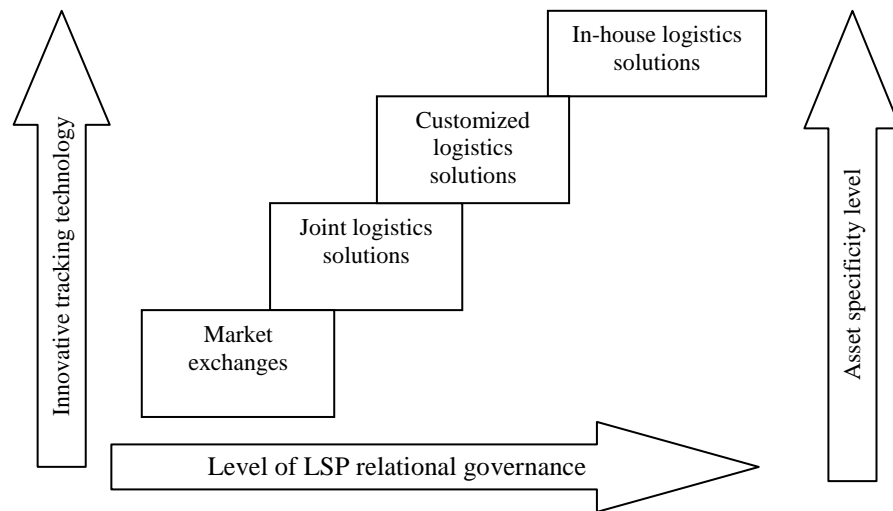 In-house logistics
solutions
Customized
logistics
solutions
Joint logistics
solutions
Market
exchanges
Innovative tracking technology
Asset specificity level
Level of LSP relational governance